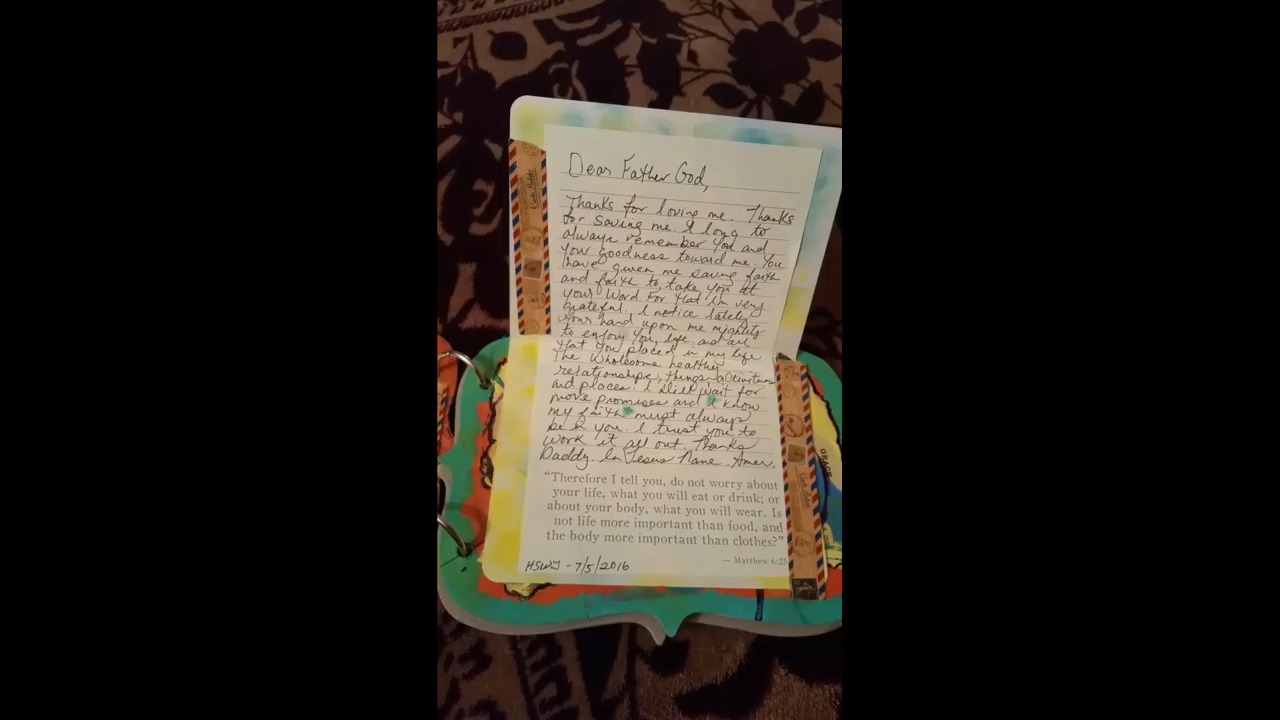 Dear Father God,
Thanks for loving me. Thanks
for saving me. I long to
always remember You and
your goodness toward me. You
have given me saving faith
and faith to take you at
your Word For that im very
grateful. I notice lately
your hand upon me mightily
to enjoy You, life and all
that you placed in my life
The wholesome healthy
relationships, things activities
and places. I still wait for
more promises and I know
my faith must always
be in you. I trust you to
work it all out. Thanks
Daddy. In Jesus Name. Amen.
"Therefore I tell you, do not worry about
your life, what you will eat or drink; or
about your body, what you will wear. Is
not life more important than food, and
the body more important than clothes?"
— Matthew 6:25
7/5/2016
GRACE